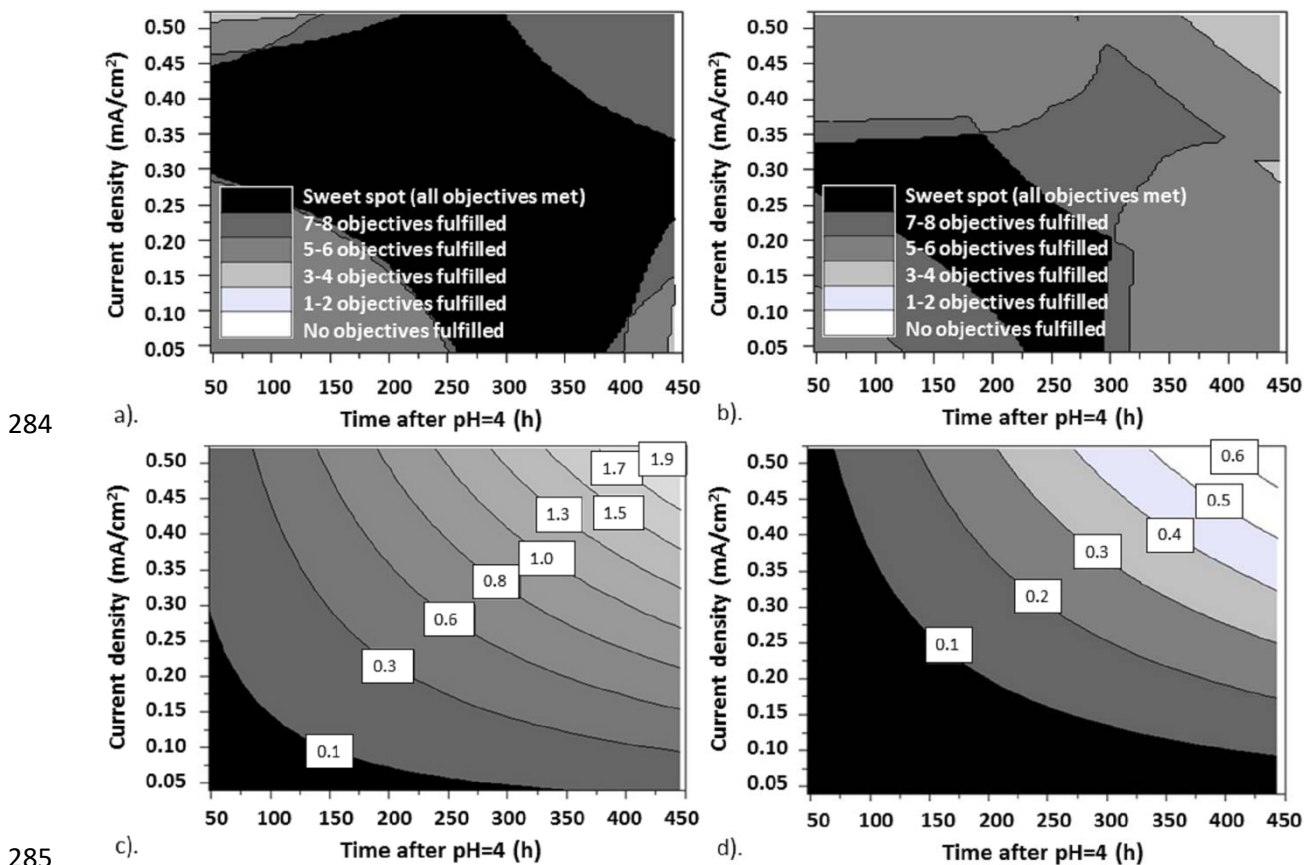 0.52
0.45
0.40
0.35
0.30
0.25
0.20
0.15
0.10
0.05
Current density (mA/cm²)
Sweet spot (all objectives met)
7-8 objectives fulfilled
5-6 objectives fulfilled
3-4 objectives fulfilled
1-2 objectives fulfilled
No objectives fulfilled
50 100 150 200 250 300 350 400 450
Time after pH=4 (h)
284 a).
0.50
0.45
0.40
0.35
0.30
0.25
0.20
0.15
0.10
0.05
Current density (mA/cm²)
Sweet spot (all objectives met)
7-8 objectives fulfilled
5-6 objectives fulfilled
3-4 objectives fulfilled
1-2 objectives fulfilled
No objectives fulfilled
50 100 150 200 250 300 350 400 450
Time after pH=4 (h)
b).
0.50
0.45
0.40
0.35
0.30
0.25
0.20
0.15
0.10
0.05
Current density (mA/cm²)
1.9
1.7
1.5
1.3
1.0
0.8
0.6
0.3
0.1
50 100 150 200 250 300 350 400 450
Time after pH=4 (h)
285 c).
0.50
0.45
0.40
0.35
0.30
0.25
0.20
0.15
0.10
0.05
Current density (mA/cm²)
0.6
0.5
0.4
0.3
0.2
0.1
50 100 150 200 250 300 350 400 450
Time after pH=4 (h)
d).